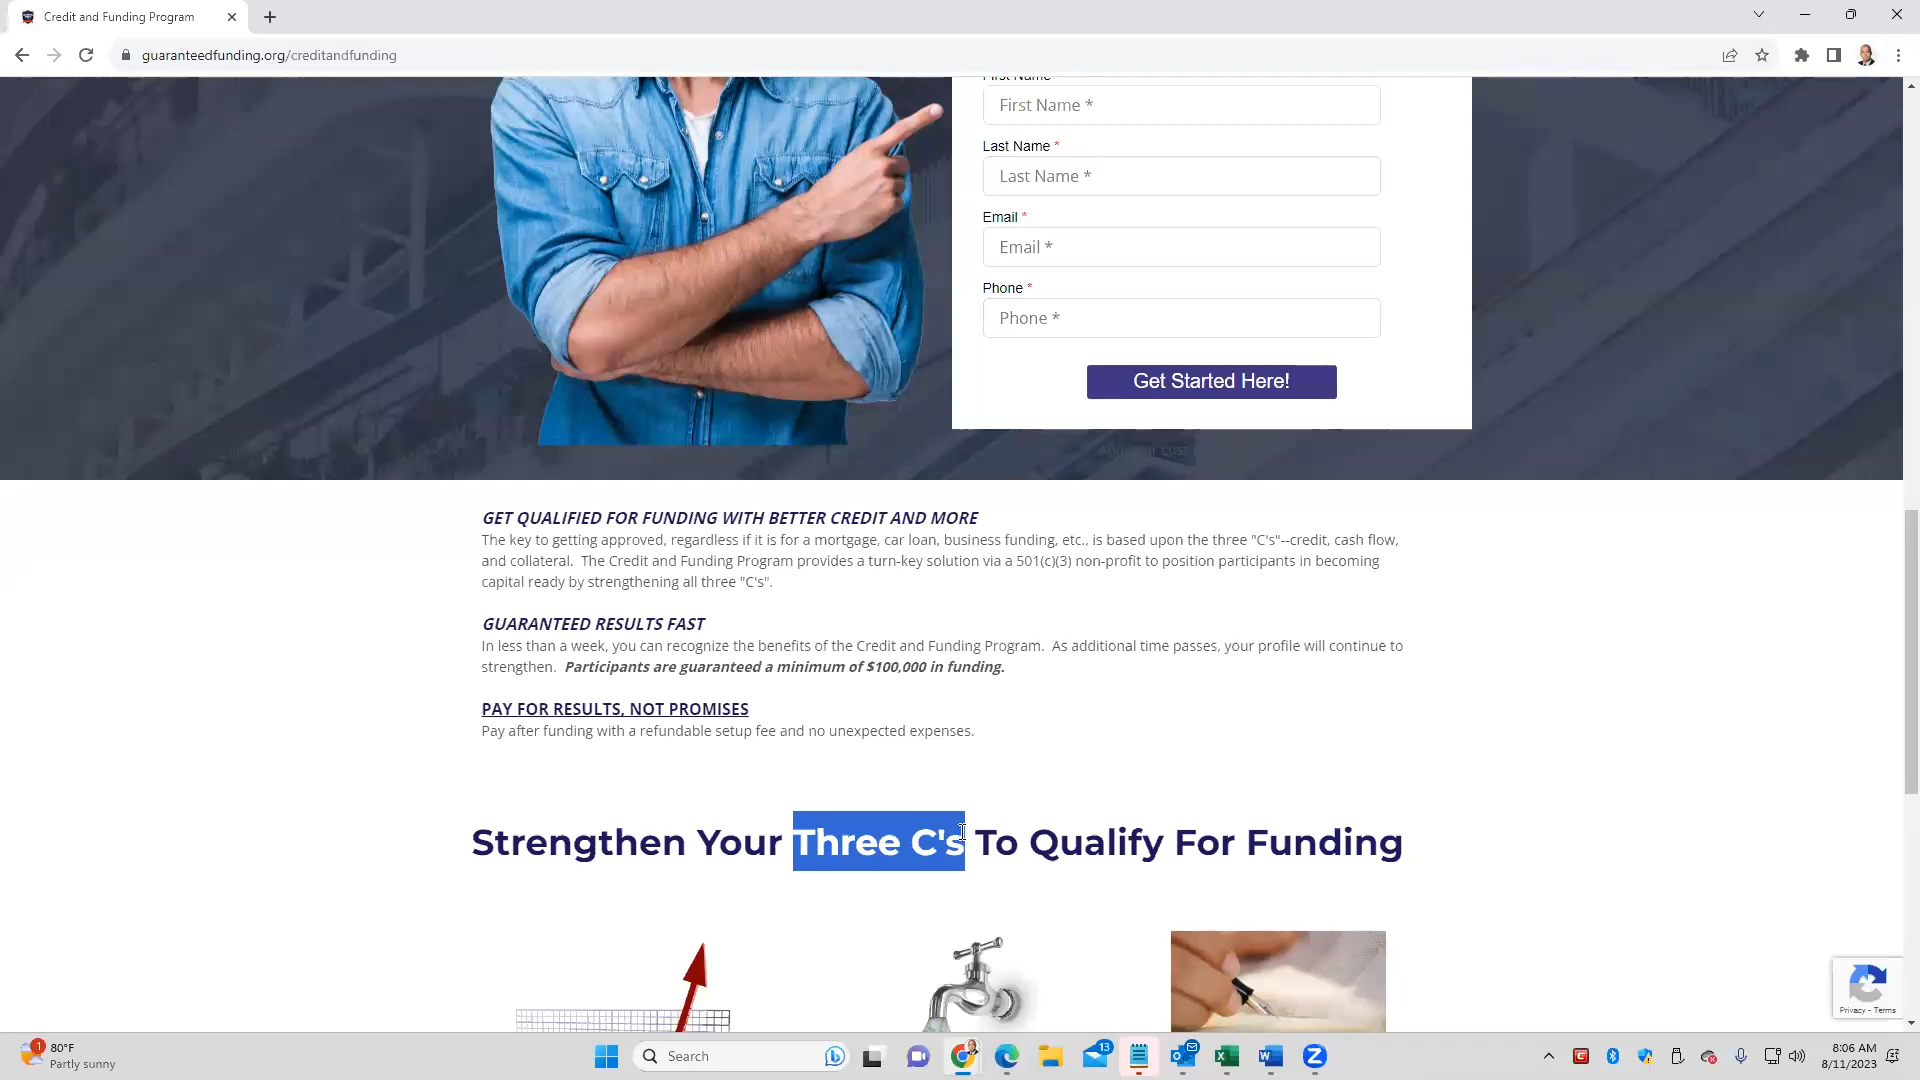 Credit and Funding Program
guaranteedfunding.org/creditandfunding
First Name
First Name *
Last Name *
Last Name *
Email *
Email *
Phone *
Phone *
Get Started Here!
GET QUALIFIED FOR FUNDING WITH BETTER CREDIT AND MORE
The key to getting approved, regardless if it is for a mortgage, car loan, business funding, etc., is based upon the three "C's"--credit, cash flow,
and collateral.  The Credit and Funding Program provides a turn-key solution via a 501(c)(3) non-profit to position participants in becoming
capital ready by strengthening all three "C's".
GUARANTEED RESULTS FAST
In less than a week, you can recognize the benefits of the Credit and Funding Program.  As additional time passes, your profile will continue to
strengthen.  Participants are guaranteed a minimum of $100,000 in funding.
PAY FOR RESULTS, NOT PROMISES
Pay after funding with a refundable setup fee and no unexpected expenses.
Strengthen Your Three C's To Qualify For Funding
Privacy - Terms
1
80°F
Partly sunny
Search
13
8:06 AM
8/11/2023